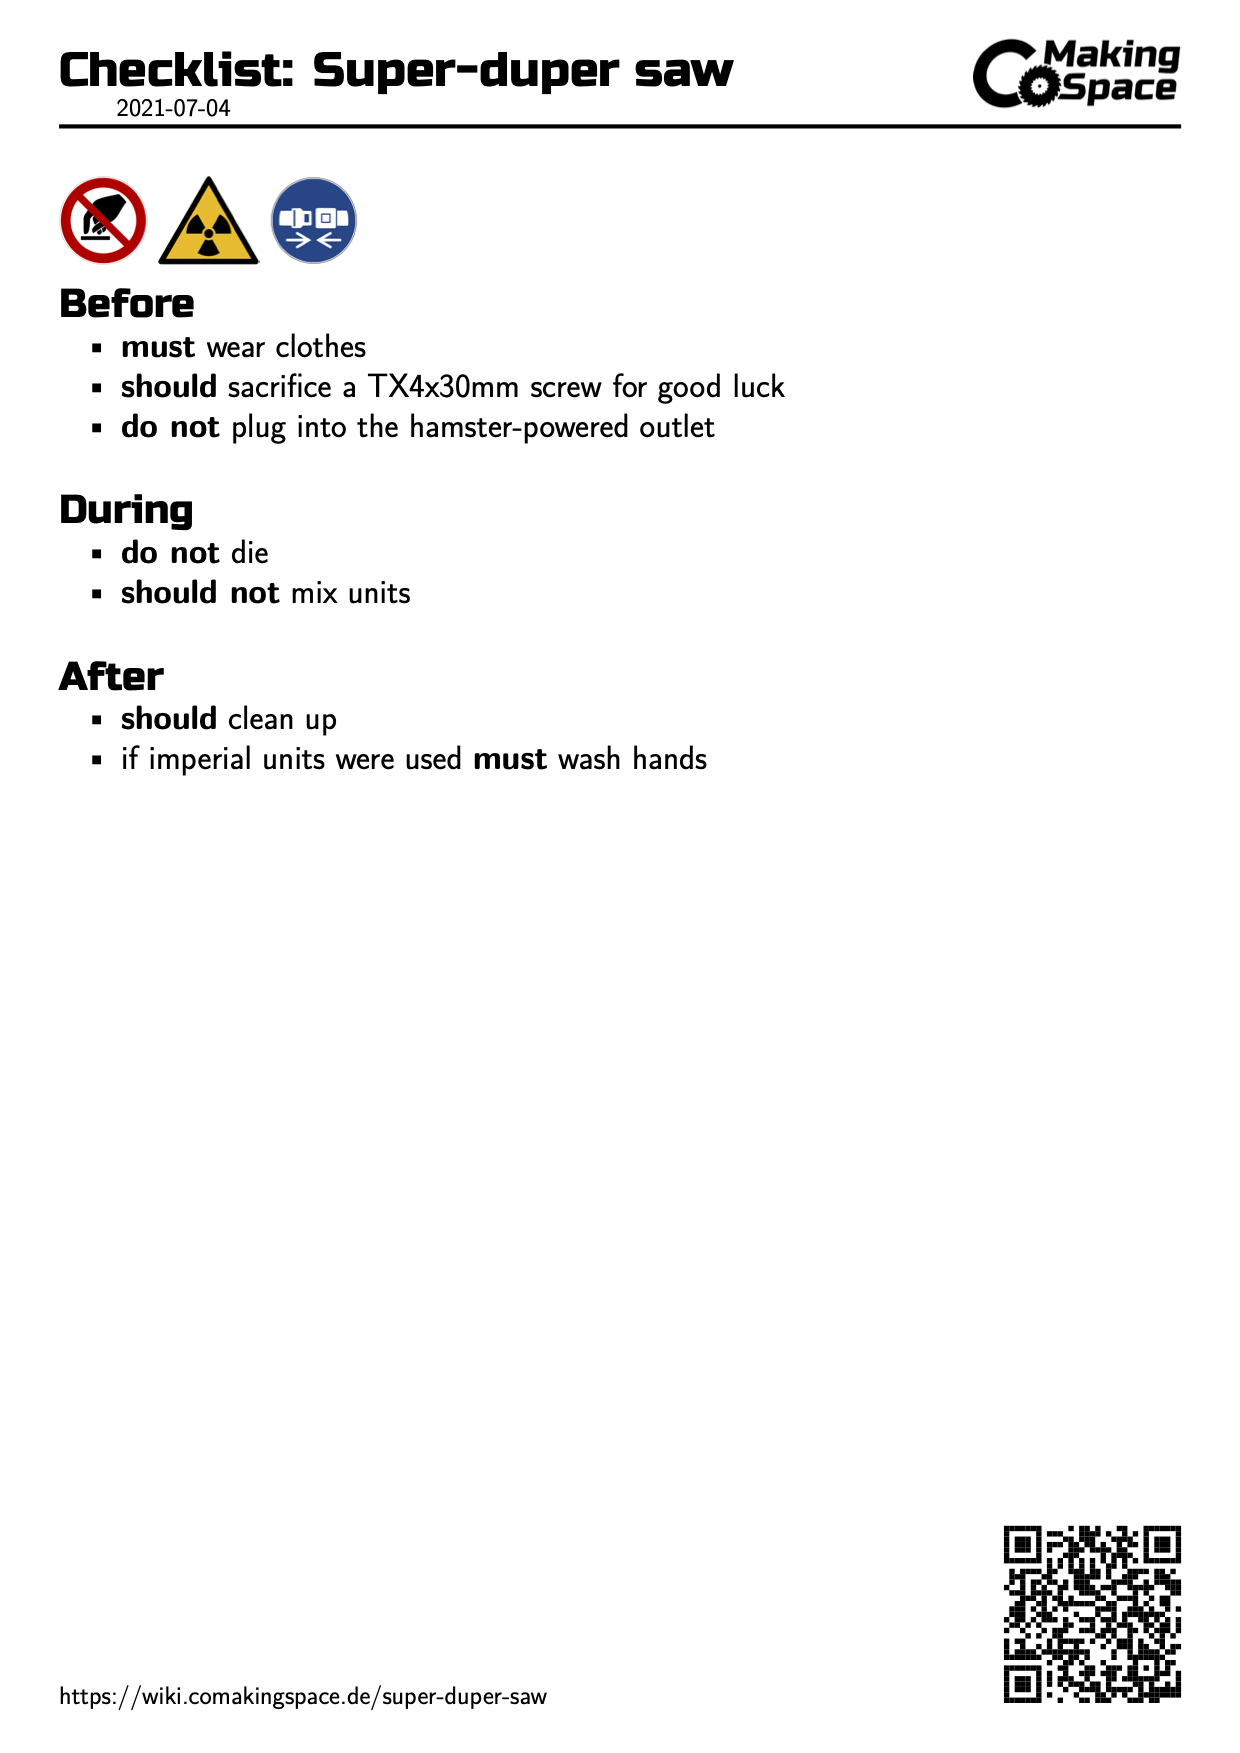 Checklist: Super-duper saw
2021-07-04
CoMaking
Space
Before
▪ must wear clothes
▪ should sacrifice a TX4x30mm screw for good luck
▪ do not plug into the hamster-powered outlet
During
▪ do not die
▪ should not mix units
After
▪ should clean up
▪ if imperial units were used must wash hands
https://wiki.comakingspace.de/super-duper-saw